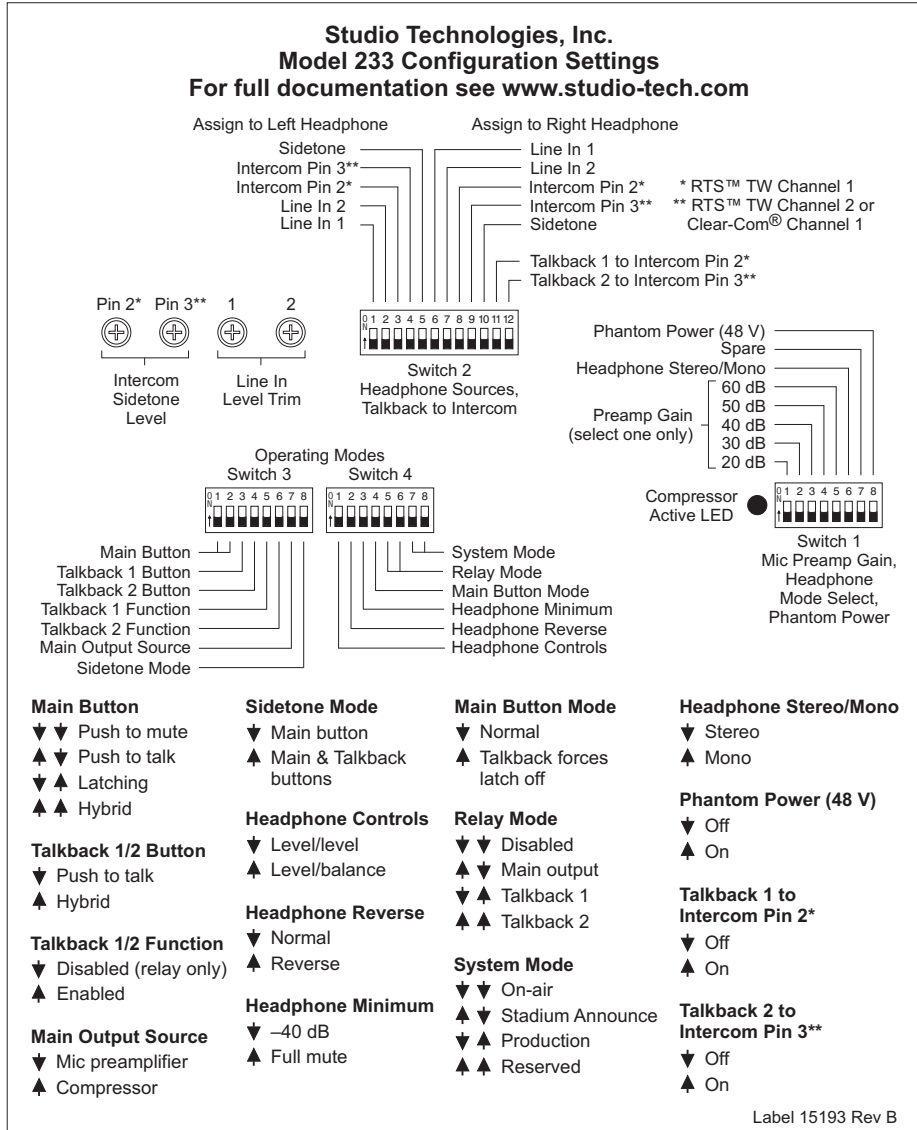 Studio Technologies, Inc.
Model 233 Configuration Settings
For full documentation see www.studio-tech.com
Assign to Left Headphone
Sidetone
Intercom Pin 3**
Intercom Pin 2*
Line In 2
Line In 1
Assign to Right Headphone
Line In 1
Line In 2
Intercom Pin 2*
Intercom Pin 3**
Sidetone
* RTS™ TW Channel 1
** RTS™ TW Channel 2 or
Clear-Com® Channel 1
Talkback 1 to Intercom Pin 2*
Talkback 2 to Intercom Pin 3**
Pin 2* Pin 3** 1 2
Intercom
Sidetone
Level
Line In
Level Trim
ON 1 2 3 4 5 6 7 8 9 10 11 12
Switch 2
Headphone Sources,
Talkback to Intercom
Phantom Power (48 V)
Spare
Headphone Stereo/Mono
Preamp Gain
(select one only)
60 dB
50 dB
40 dB
30 dB
20 dB
Compressor
Active LED
ON 1 2 3 4 5 6 7 8
Switch 1
Mic Preamp Gain,
Headphone
Mode Select,
Phantom Power
Operating Modes
Switch 3 Switch 4
ON 1 2 3 4 5 6 7 8
ON 1 2 3 4 5 6 7 8
Main Button
Talkback 1 Button
Talkback 2 Button
Talkback 1 Function
Talkback 2 Function
Main Output Source
Sidetone Mode
System Mode
Relay Mode
Main Button Mode
Headphone Minimum
Headphone Reverse
Headphone Controls
Main Button
Push to mute
Push to talk
Latching
Hybrid
Talkback 1/2 Button
Push to talk
Hybrid
Talkback 1/2 Function
Disabled (relay only)
Enabled
Main Output Source
Mic preamplifier
Compressor
Sidetone Mode
Main button
Main & Talkback
buttons
Headphone Controls
Level/level
Level/balance
Headphone Reverse
Normal
Reverse
Headphone Minimum
–40 dB
Full mute
Main Button Mode
Normal
Talkback forces
latch off
Relay Mode
Disabled
Main output
Talkback 1
Talkback 2
System Mode
On-air
Stadium Announce
Production
Reserved
Headphone Stereo/Mono
Stereo
Mono
Phantom Power (48 V)
Off
On
Talkback 1 to
Intercom Pin 2*
Off
On
Talkback 2 to
Intercom Pin 3**
Off
On
Label 15193 Rev B